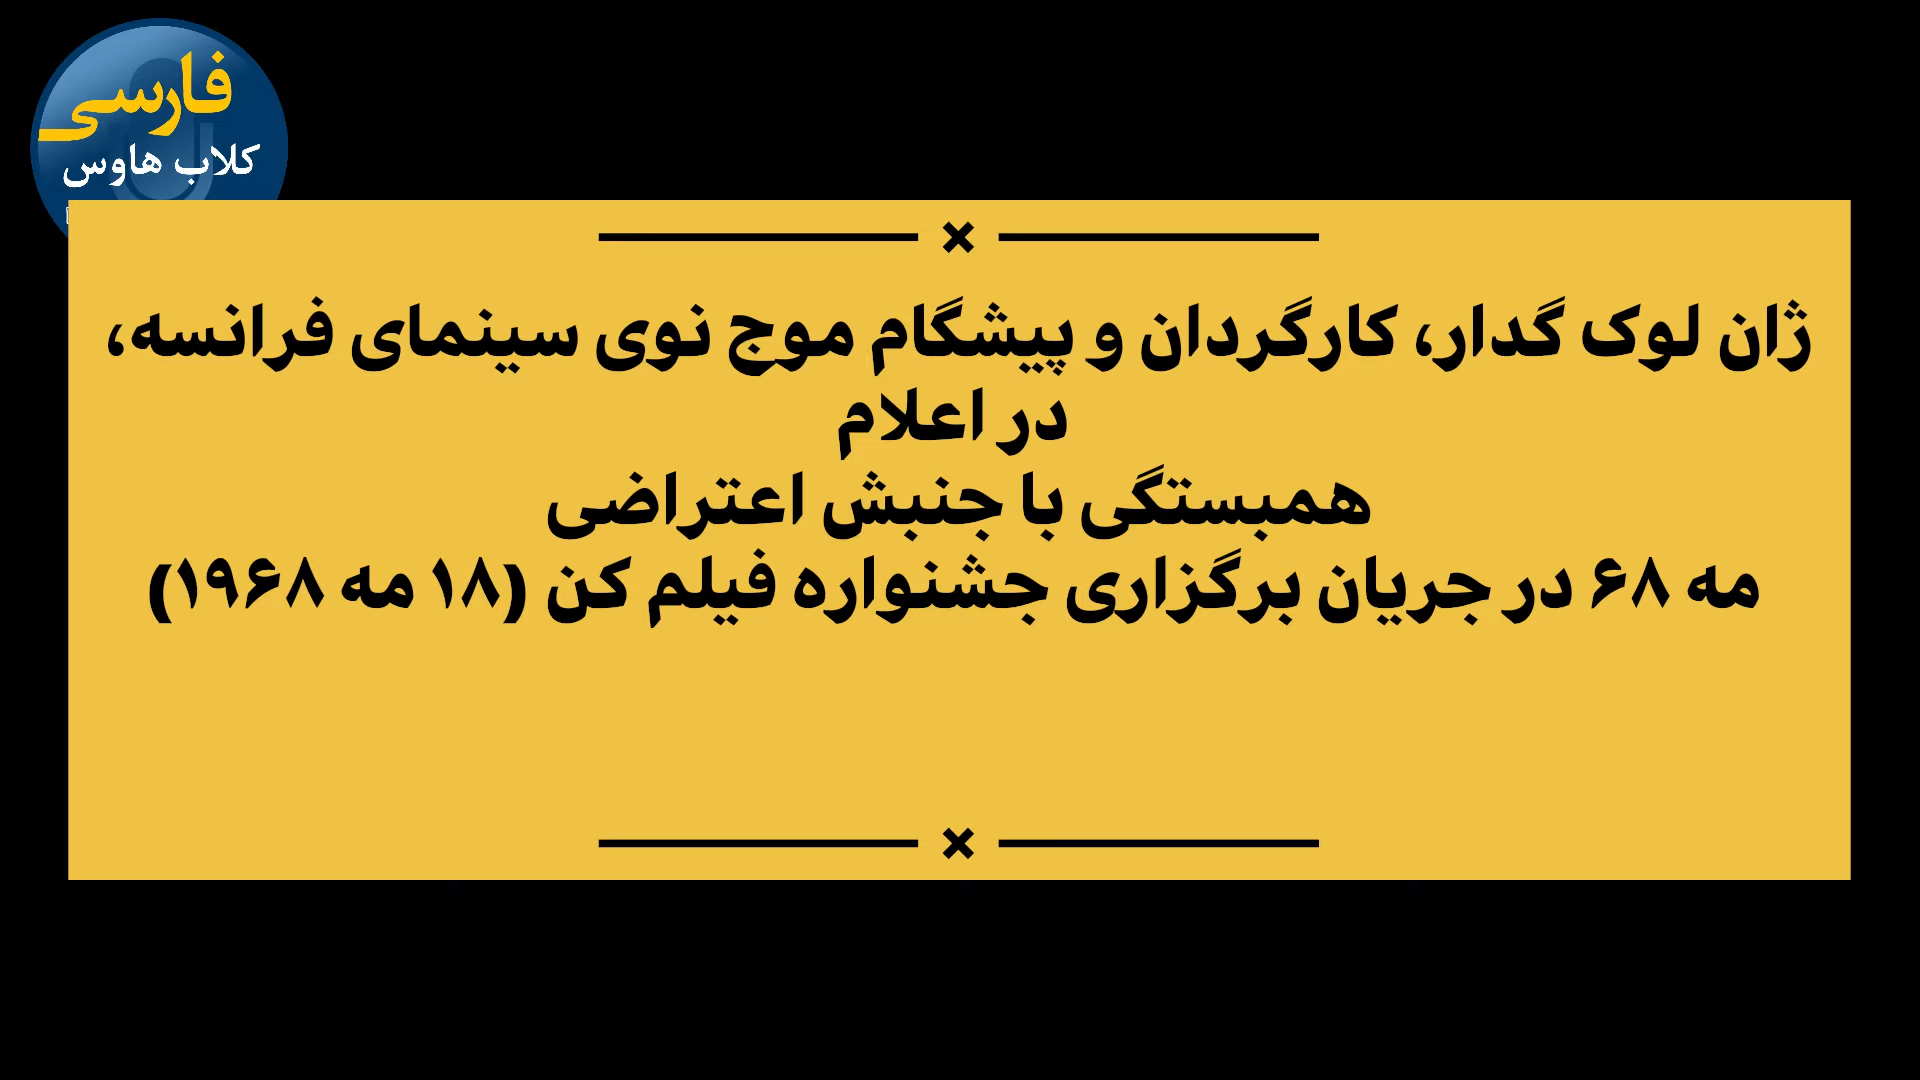 فارسی
کلاب هاوس
ژان لوک گدار، کارگردان و پیشگام موج نوی سینمای فرانسه،
در اعلام
همبستگی با جنبش اعتراضی
مه ۶۸ در جریان برگزاری جشنواره فیلم کن (۱۸ مه ۱۹۶۸)